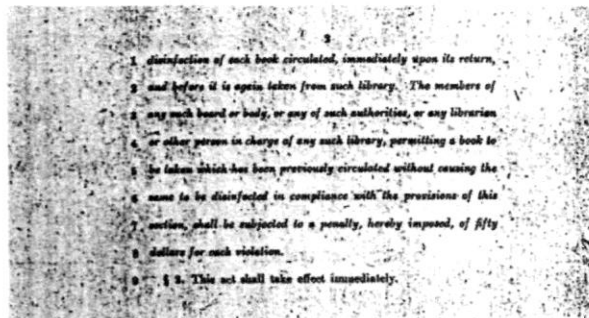 2
1 disinfection of each book circulated, immediately upon its return,
2 and before it is again taken from such library. The members of
3 any such board or body, or any of such authorities, or any librarian
4 or other person in charge of any such library, permitting a book to
5 be taken which has been previously circulated without causing the
6 same to be disinfected in compliance with the provisions of this
7 section, shall be subjected to a penalty, hereby imposed, of fifty
8 dollars for each violation.
9 § 2. This act shall take effect immediately.